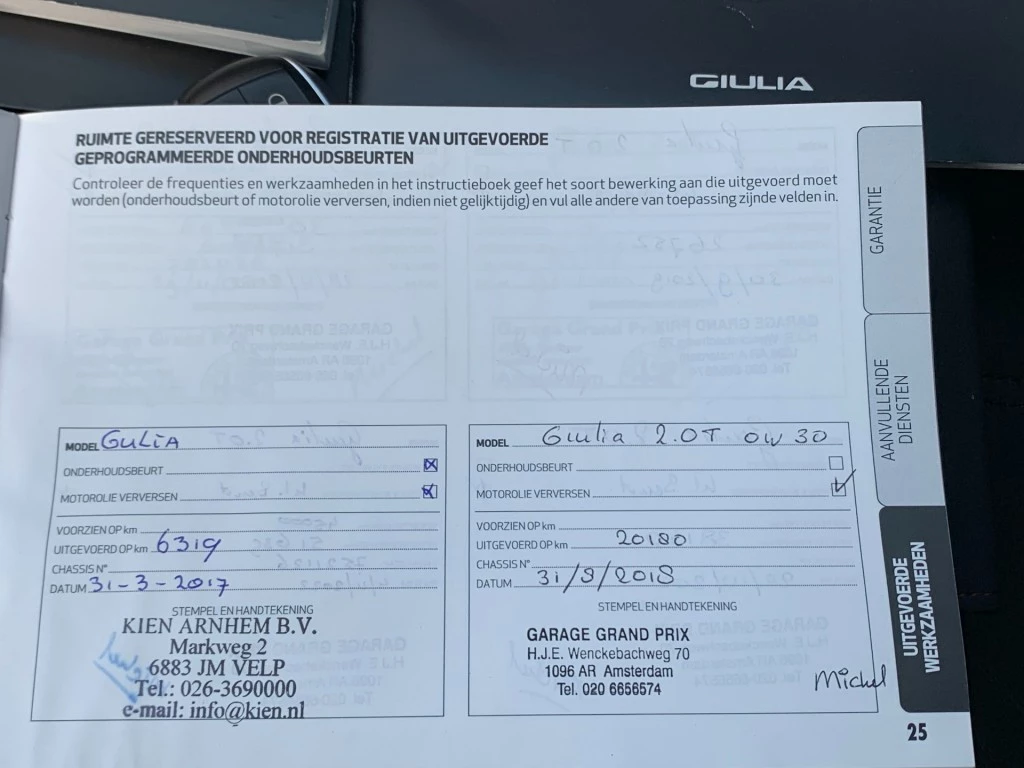 GIULIA
RUIMTE GERESERVEERD VOOR REGISTRATIE VAN UITGEVOERDE
GEPROGRAMMEERDE ONDERHOUDSBEURTEN
Controleer de frequenties en werkzaamheden in het instructieboek geef het soort bewerking aan die uitgevoerd moet
worden (onderhoudsbeurt of motorolie verversen, indien niet gelijktijdig) en vul alle andere van toepassing zijnde velden in.
GARANTIE
AANVULLENDE
DIENSTEN
UITGEVOERDE
WERKZAAMHEDEN
MODEL GULIA
ONDERHOUDSBEURT
MOTOROLIE VERVERSEN
VOORZIEN OP km
UITGEVOERD OP km 6319
CHASSIS N°
DATUM 31-3-2017
STEMPEL EN HANDTEKENING
KIEN ARNHEM B.V.
Markweg 2
6883 JM VELP
Tel.: 026-3690000
e-mail: info@kien.nl
MODEL Giulia 2.0T 0W30
ONDERHOUDSBEURT
MOTOROLIE VERVERSEN
VOORZIEN OP km
UITGEVOERD OP km 20180
CHASSIS N°
DATUM 31/3/2018
STEMPEL EN HANDTEKENING
GARAGE GRAND PRIX
H.J.E. Wenckebachweg 70
1096 AR Amsterdam
Tel. 020 6656574
Michel
25